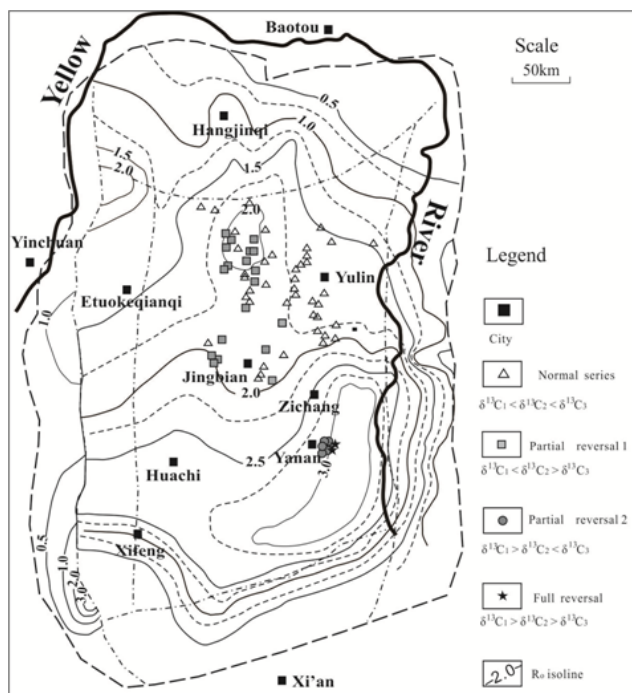 Baotou
Scale
50km
Yellow
0.5
Hangjinqi
1.0
1.5
1.5
2.0
2.0
River
Yinchuan
Yulin
Etuokeqianqi
1.0
Jingbian
2.0
Zichang
2.5
Yanan
3.0
Huachi
Xifeng
0.5
1.0
2.0
3.0
Xi'an
Legend
City
Normal series
δ¹³C₁ < δ¹³C₂ < δ¹³C₃
Partial reversal 1
δ¹³C₁ < δ¹³C₂ > δ¹³C₃
Partial reversal 2
δ¹³C₁ > δ¹³C₂ < δ¹³C₃
Full reversal
δ¹³C₁ > δ¹³C₂ > δ¹³C₃
-2.0- Rₒ isoline